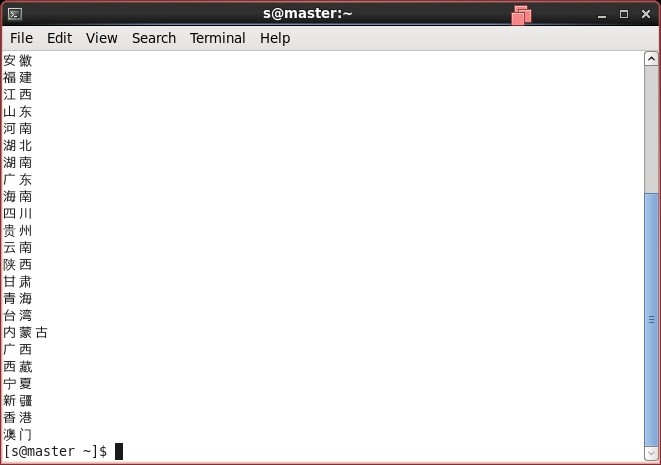 s@master:~
File Edit View Search Terminal Help
安徽
福建
江西
山东
河南
湖北
湖南
广东
海南
四川
贵州
云南
陕西
甘肃
青海
台湾
内蒙古
广西
西藏
宁夏
新疆
香港
澳门
[s@master ~]$